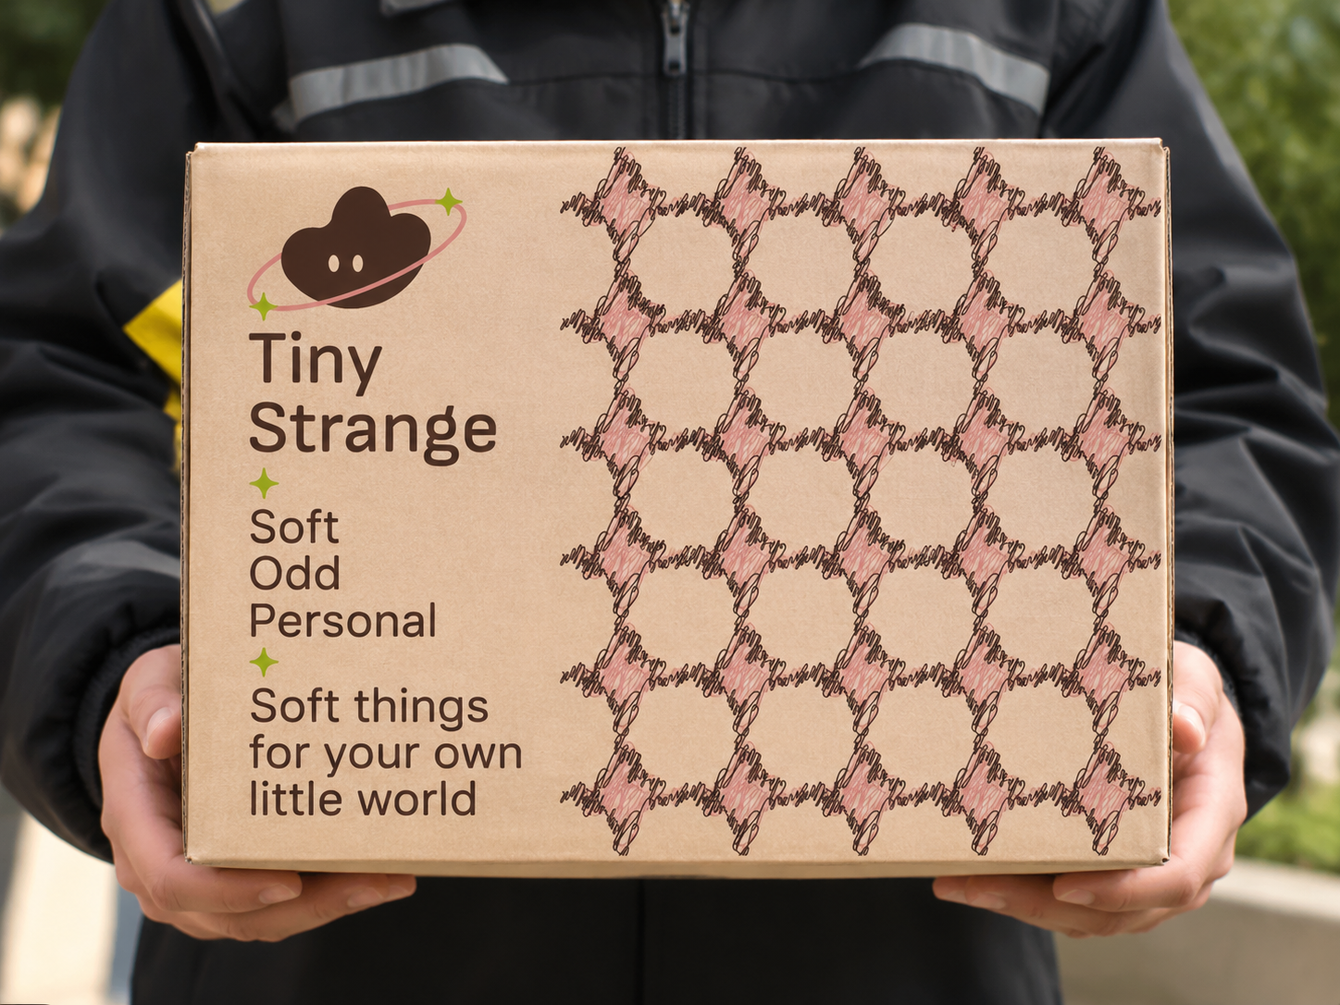 Tiny
Strange
Soft
Odd
Personal
Soft things
for your own
little world